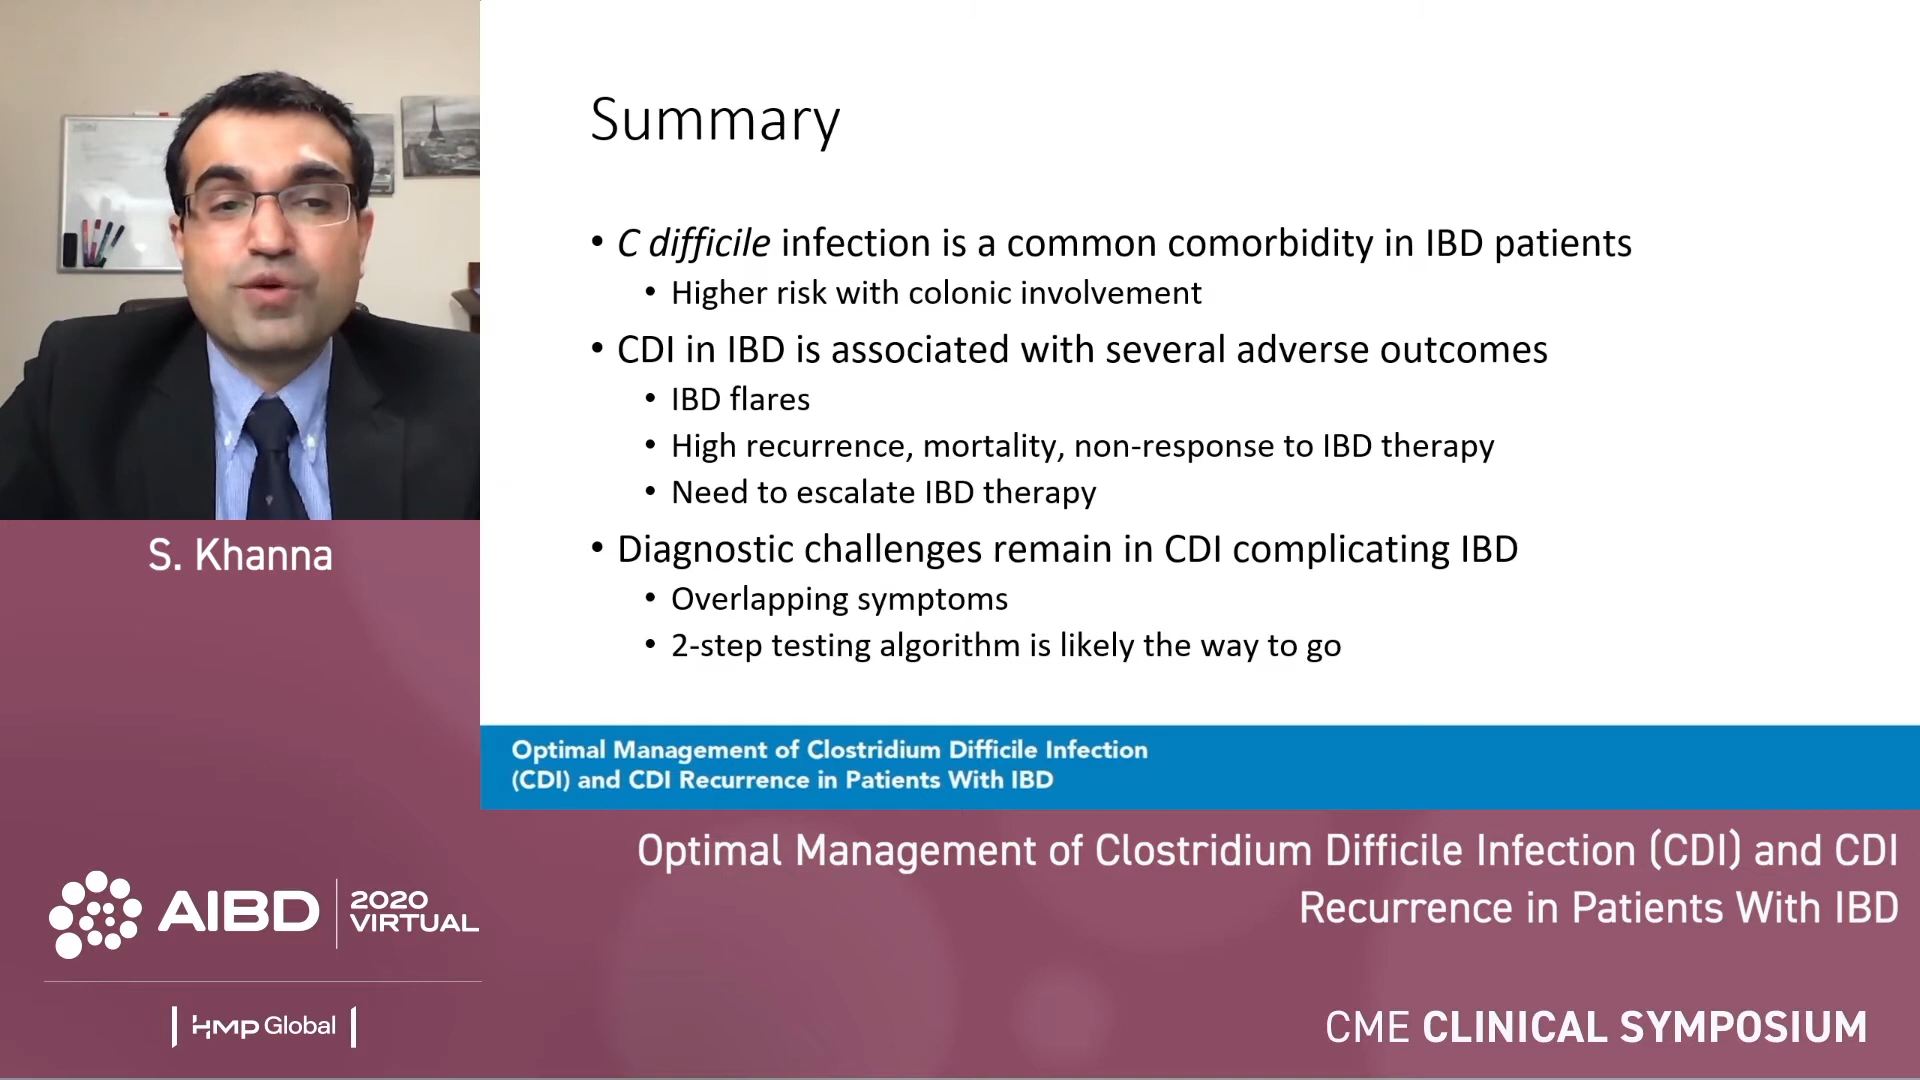 Summary
• C difficile infection is a common comorbidity in IBD patients
• Higher risk with colonic involvement
• CDI in IBD is associated with several adverse outcomes
• IBD flares
• High recurrence, mortality, non-response to IBD therapy
• Need to escalate IBD therapy
• Diagnostic challenges remain in CDI complicating IBD
• Overlapping symptoms
• 2-step testing algorithm is likely the way to go
S. Khanna
Optimal Management of Clostridium Difficile Infection
(CDI) and CDI Recurrence in Patients With IBD
Optimal Management of Clostridium Difficile Infection (CDI) and CDI
Recurrence in Patients With IBD
AIBD
2020
VIRTUAL
HMP Global
CME CLINICAL SYMPOSIUM